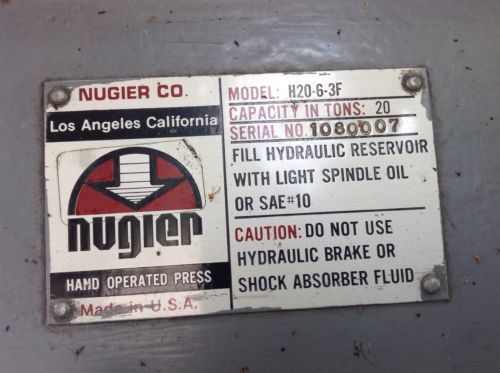 NUGIER CO.
Los Angeles California
nugier
HAND OPERATED PRESS
Made in U.S.A.
MODEL: H20-6-3F
CAPACITY IN TONS: 20
SERIAL NO. 1080007
FILL HYDRAULIC RESERVOIR
WITH LIGHT SPINDLE OIL
OR SAE#10
CAUTION: DO NOT USE
HYDRAULIC BRAKE OR
SHOCK ABSORBER FLUID